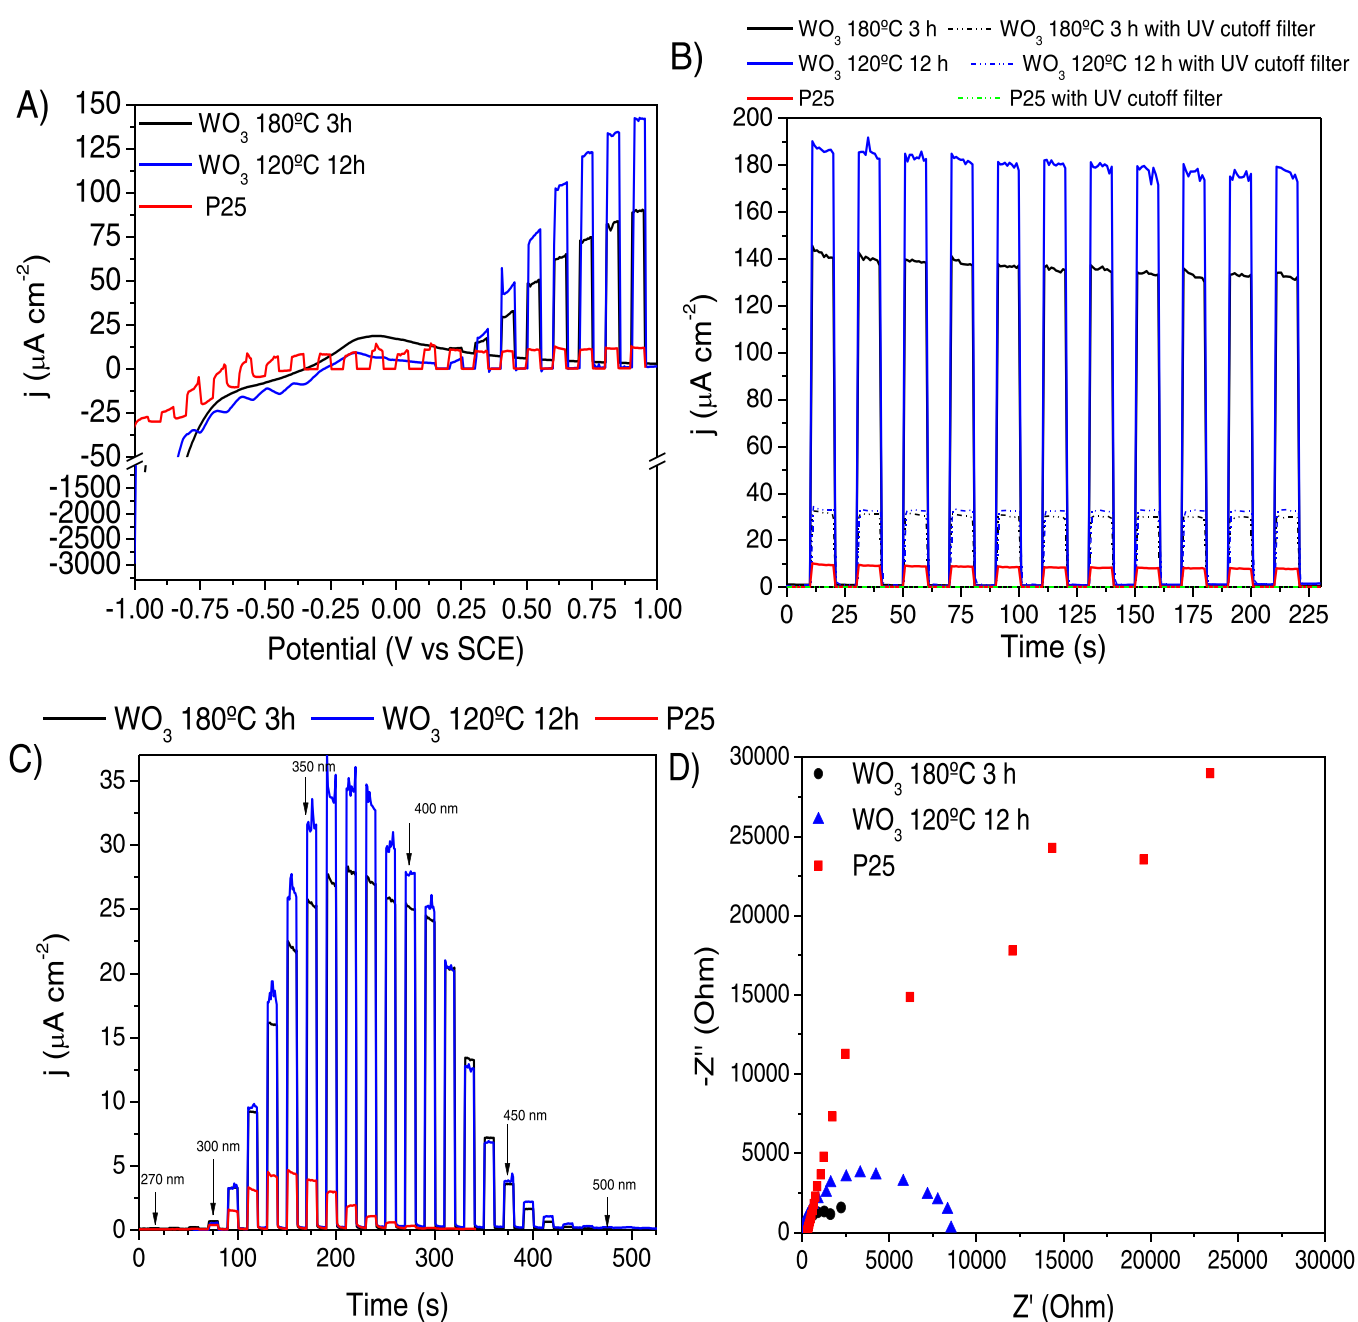 A)
WO3 180ºC 3h
WO3 120ºC 12h
P25
150
125
100
75
50
25
0
-25
-50
-1500
-2000
-2500
-3000
j (μA cm-2)
-1.00 -0.75 -0.50 -0.25 0.00 0.25 0.50 0.75 1.00
Potential (V vs SCE)
B)
WO3 180ºC 3 h WO3 180ºC 3 h with UV cutoff filter
WO3 120ºC 12 h WO3 120ºC 12 h with UV cutoff filter
P25 P25 with UV cutoff filter
200
180
160
140
120
100
80
60
40
20
0
j (μA cm-2)
0 25 50 75 100 125 150 175 200 225
Time (s)
WO3 180ºC 3h WO3 120ºC 12h P25
C)
35
30
25
20
15
10
5
0
j (μA cm-2)
270 nm
300 nm
350 nm
400 nm
450 nm
500 nm
0 100 200 300 400 500
Time (s)
D)
WO3 180ºC 3 h
WO3 120ºC 12 h
P25
30000
25000
20000
15000
10000
5000
0
-Z'' (Ohm)
0 5000 10000 15000 20000 25000 30000
Z' (Ohm)